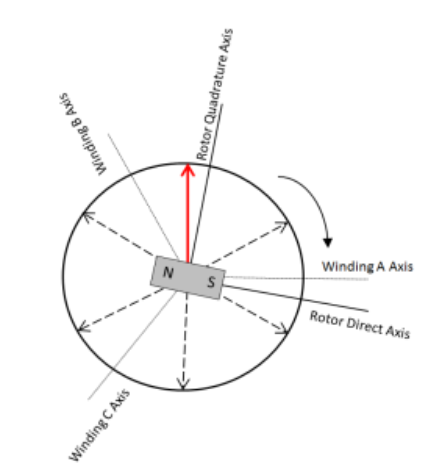 Rotor Quadrature Axis
Winding B Axis
N
S
Winding A Axis
Rotor Direct Axis
Winding C Axis